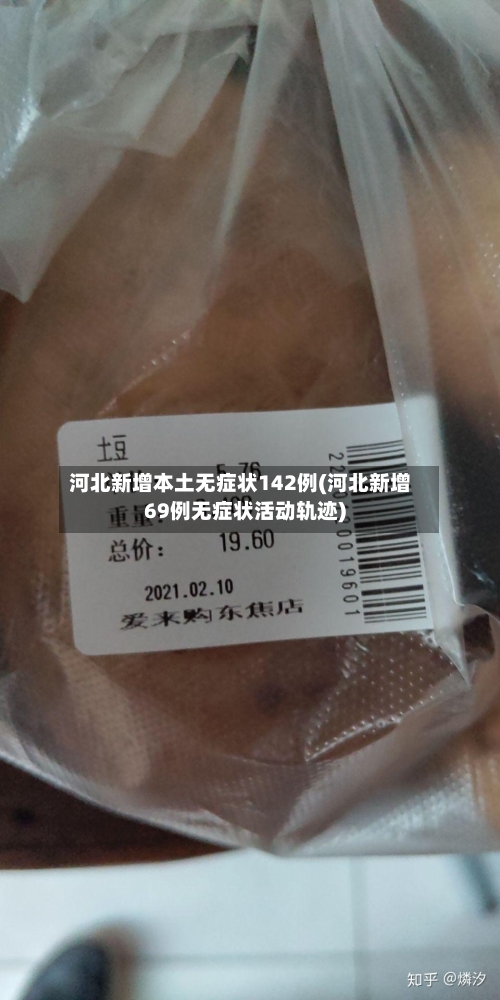 土豆
河北新增本土无症状142例(河北新增
69例无症状活动轨迹)
重量:
总价: 19.60
2021.02.10
爱来购东焦店
知乎 @燐汐